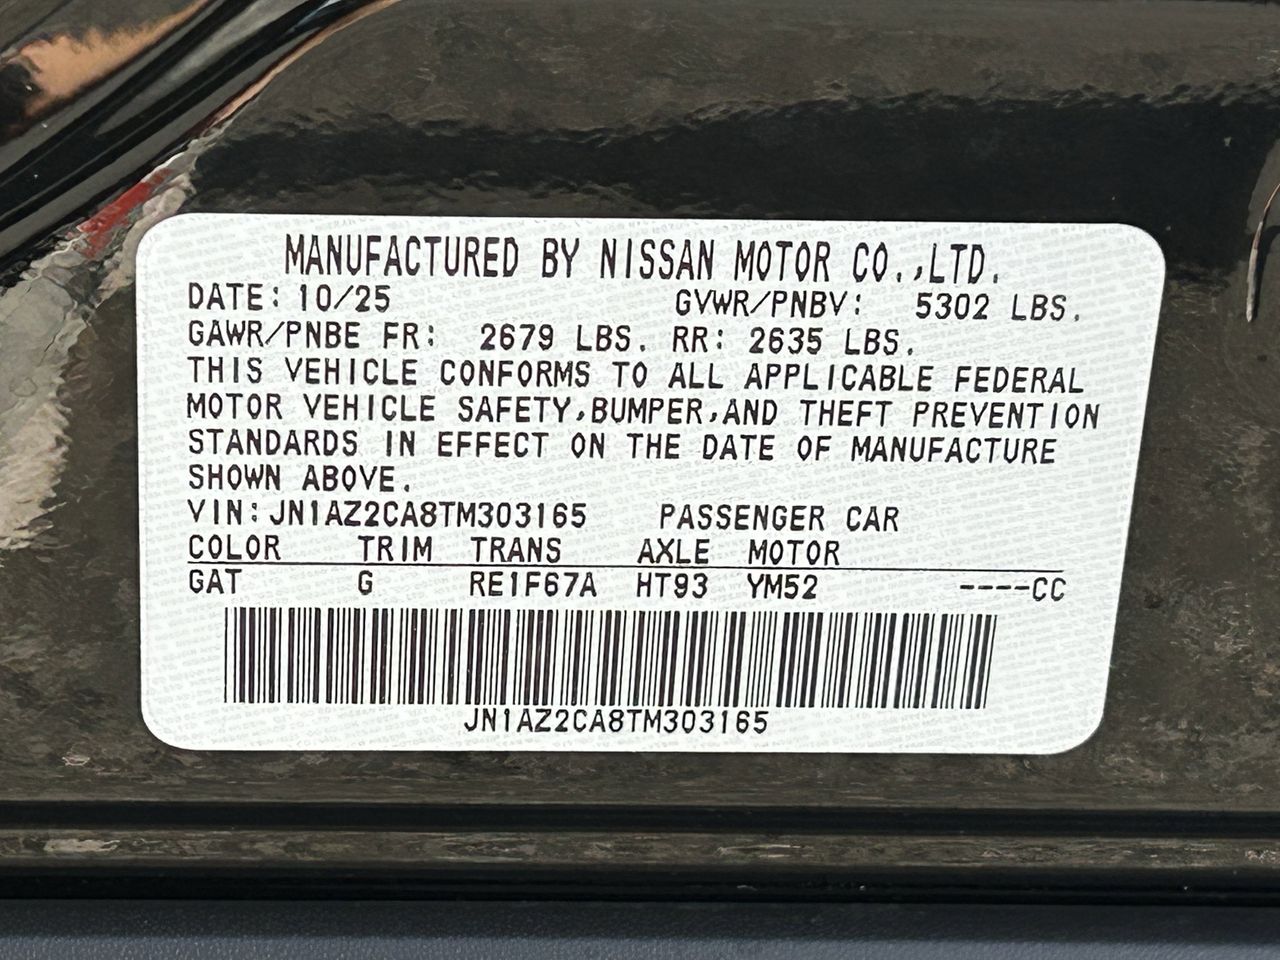 MANUFACTURED BY NISSAN MOTOR CO.,LTD.
DATE: 10/25 GVWR/PNBV: 5302 LBS.
GAWR/PNBE FR: 2679 LBS. RR: 2635 LBS.
THIS VEHICLE CONFORMS TO ALL APPLICABLE FEDERAL
MOTOR VEHICLE SAFETY,BUMPER,AND THEFT PREVENTION
STANDARDS IN EFFECT ON THE DATE OF MANUFACTURE
SHOWN ABOVE.
VIN: JN1AZ2CA8TM303165 PASSENGER CAR
COLOR TRIM TRANS AXLE MOTOR
GAT G RE1F67A HT93 YM52 ----CC
JN1AZ2CA8TM303165